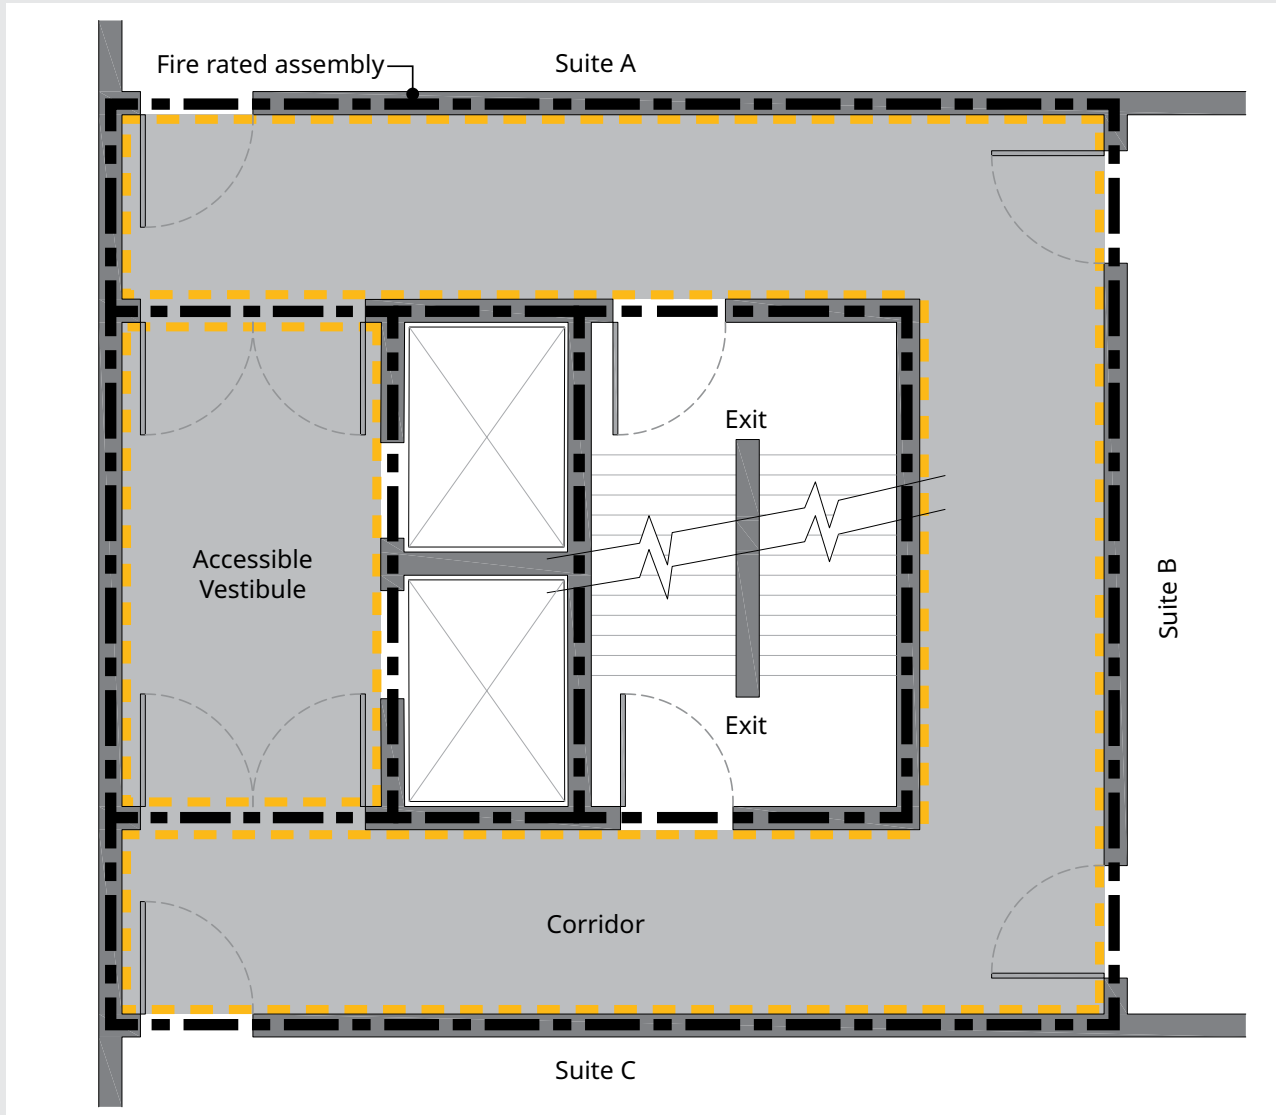 Fire rated assembly
Suite A
Exit
Accessible
Vestibule
Suite B
Exit
Corridor
Suite C